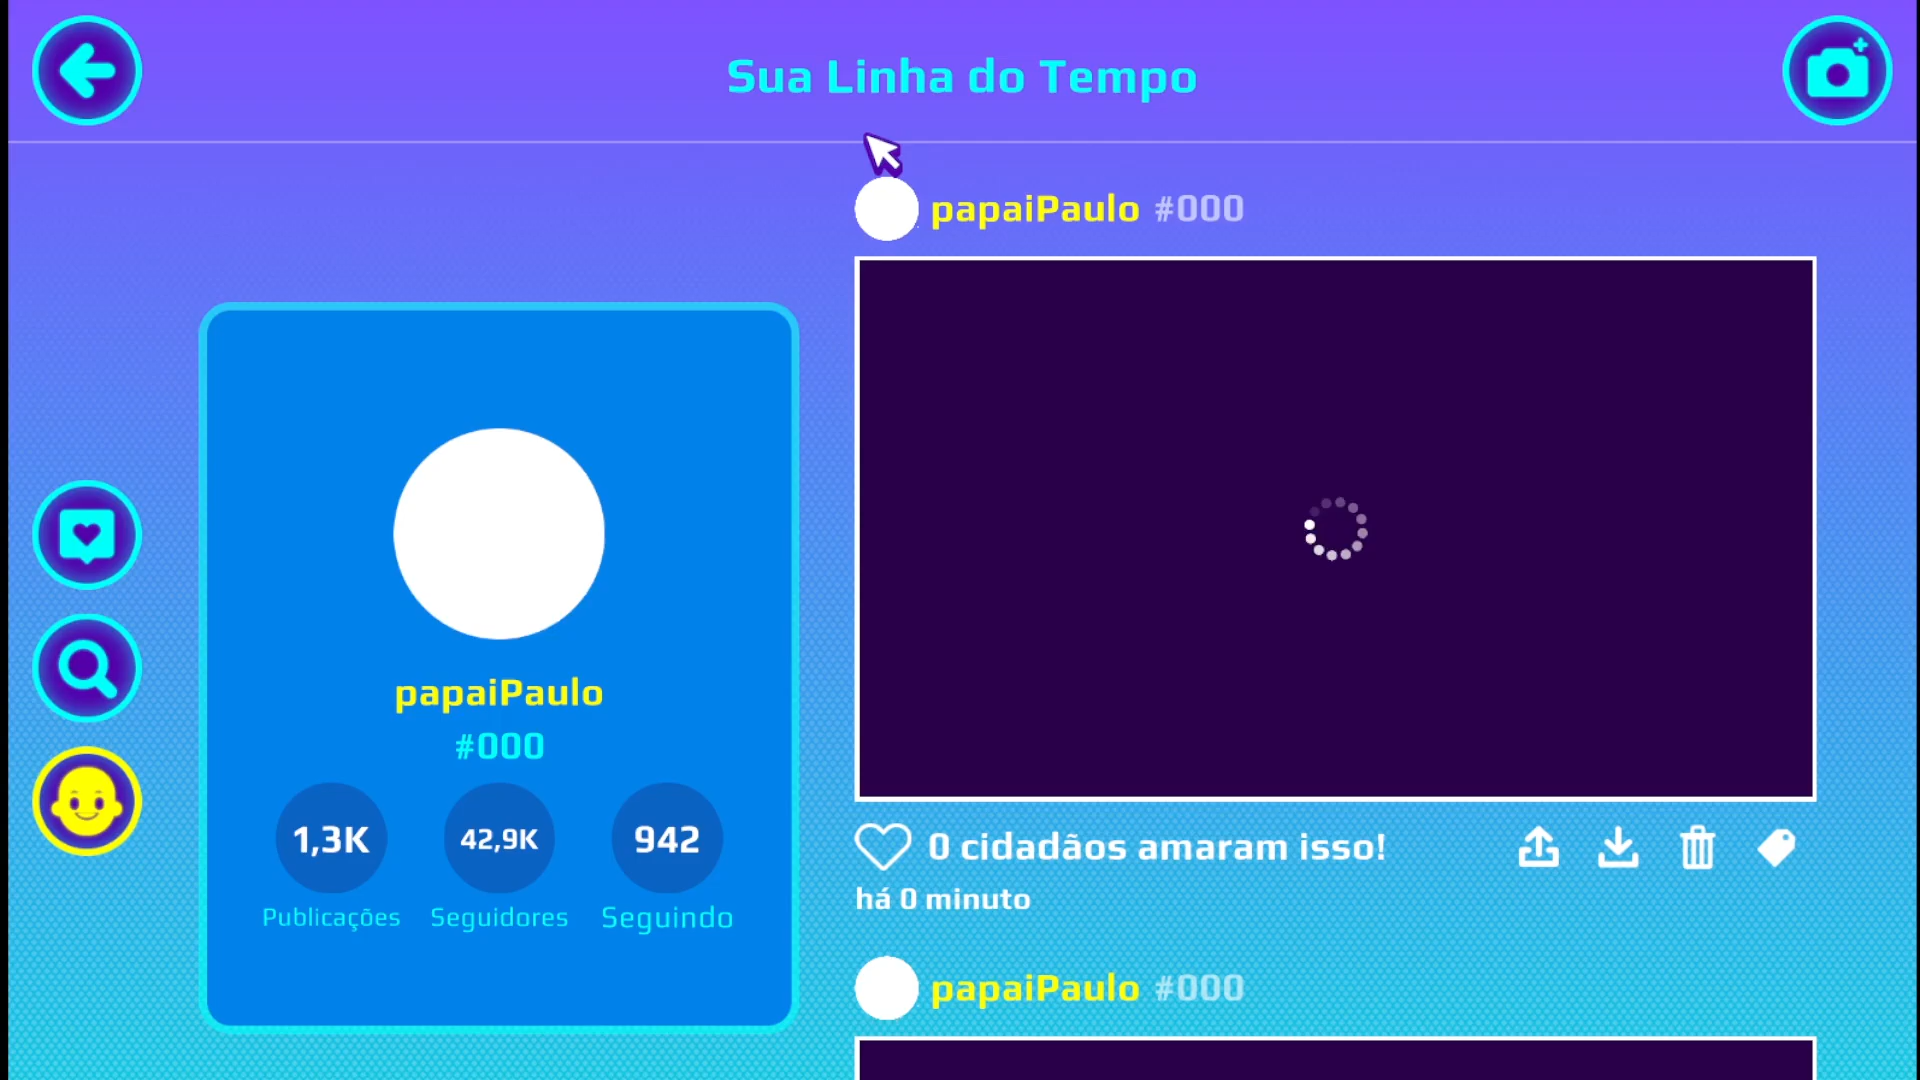 Sua Linha do Tempo
papaiPaulo #000
papaiPaulo
#000
1,3K 42,9K 942
Publicações Seguidores Seguindo
0 cidadãos amaram isso!
há 0 minuto
papaiPaulo #000